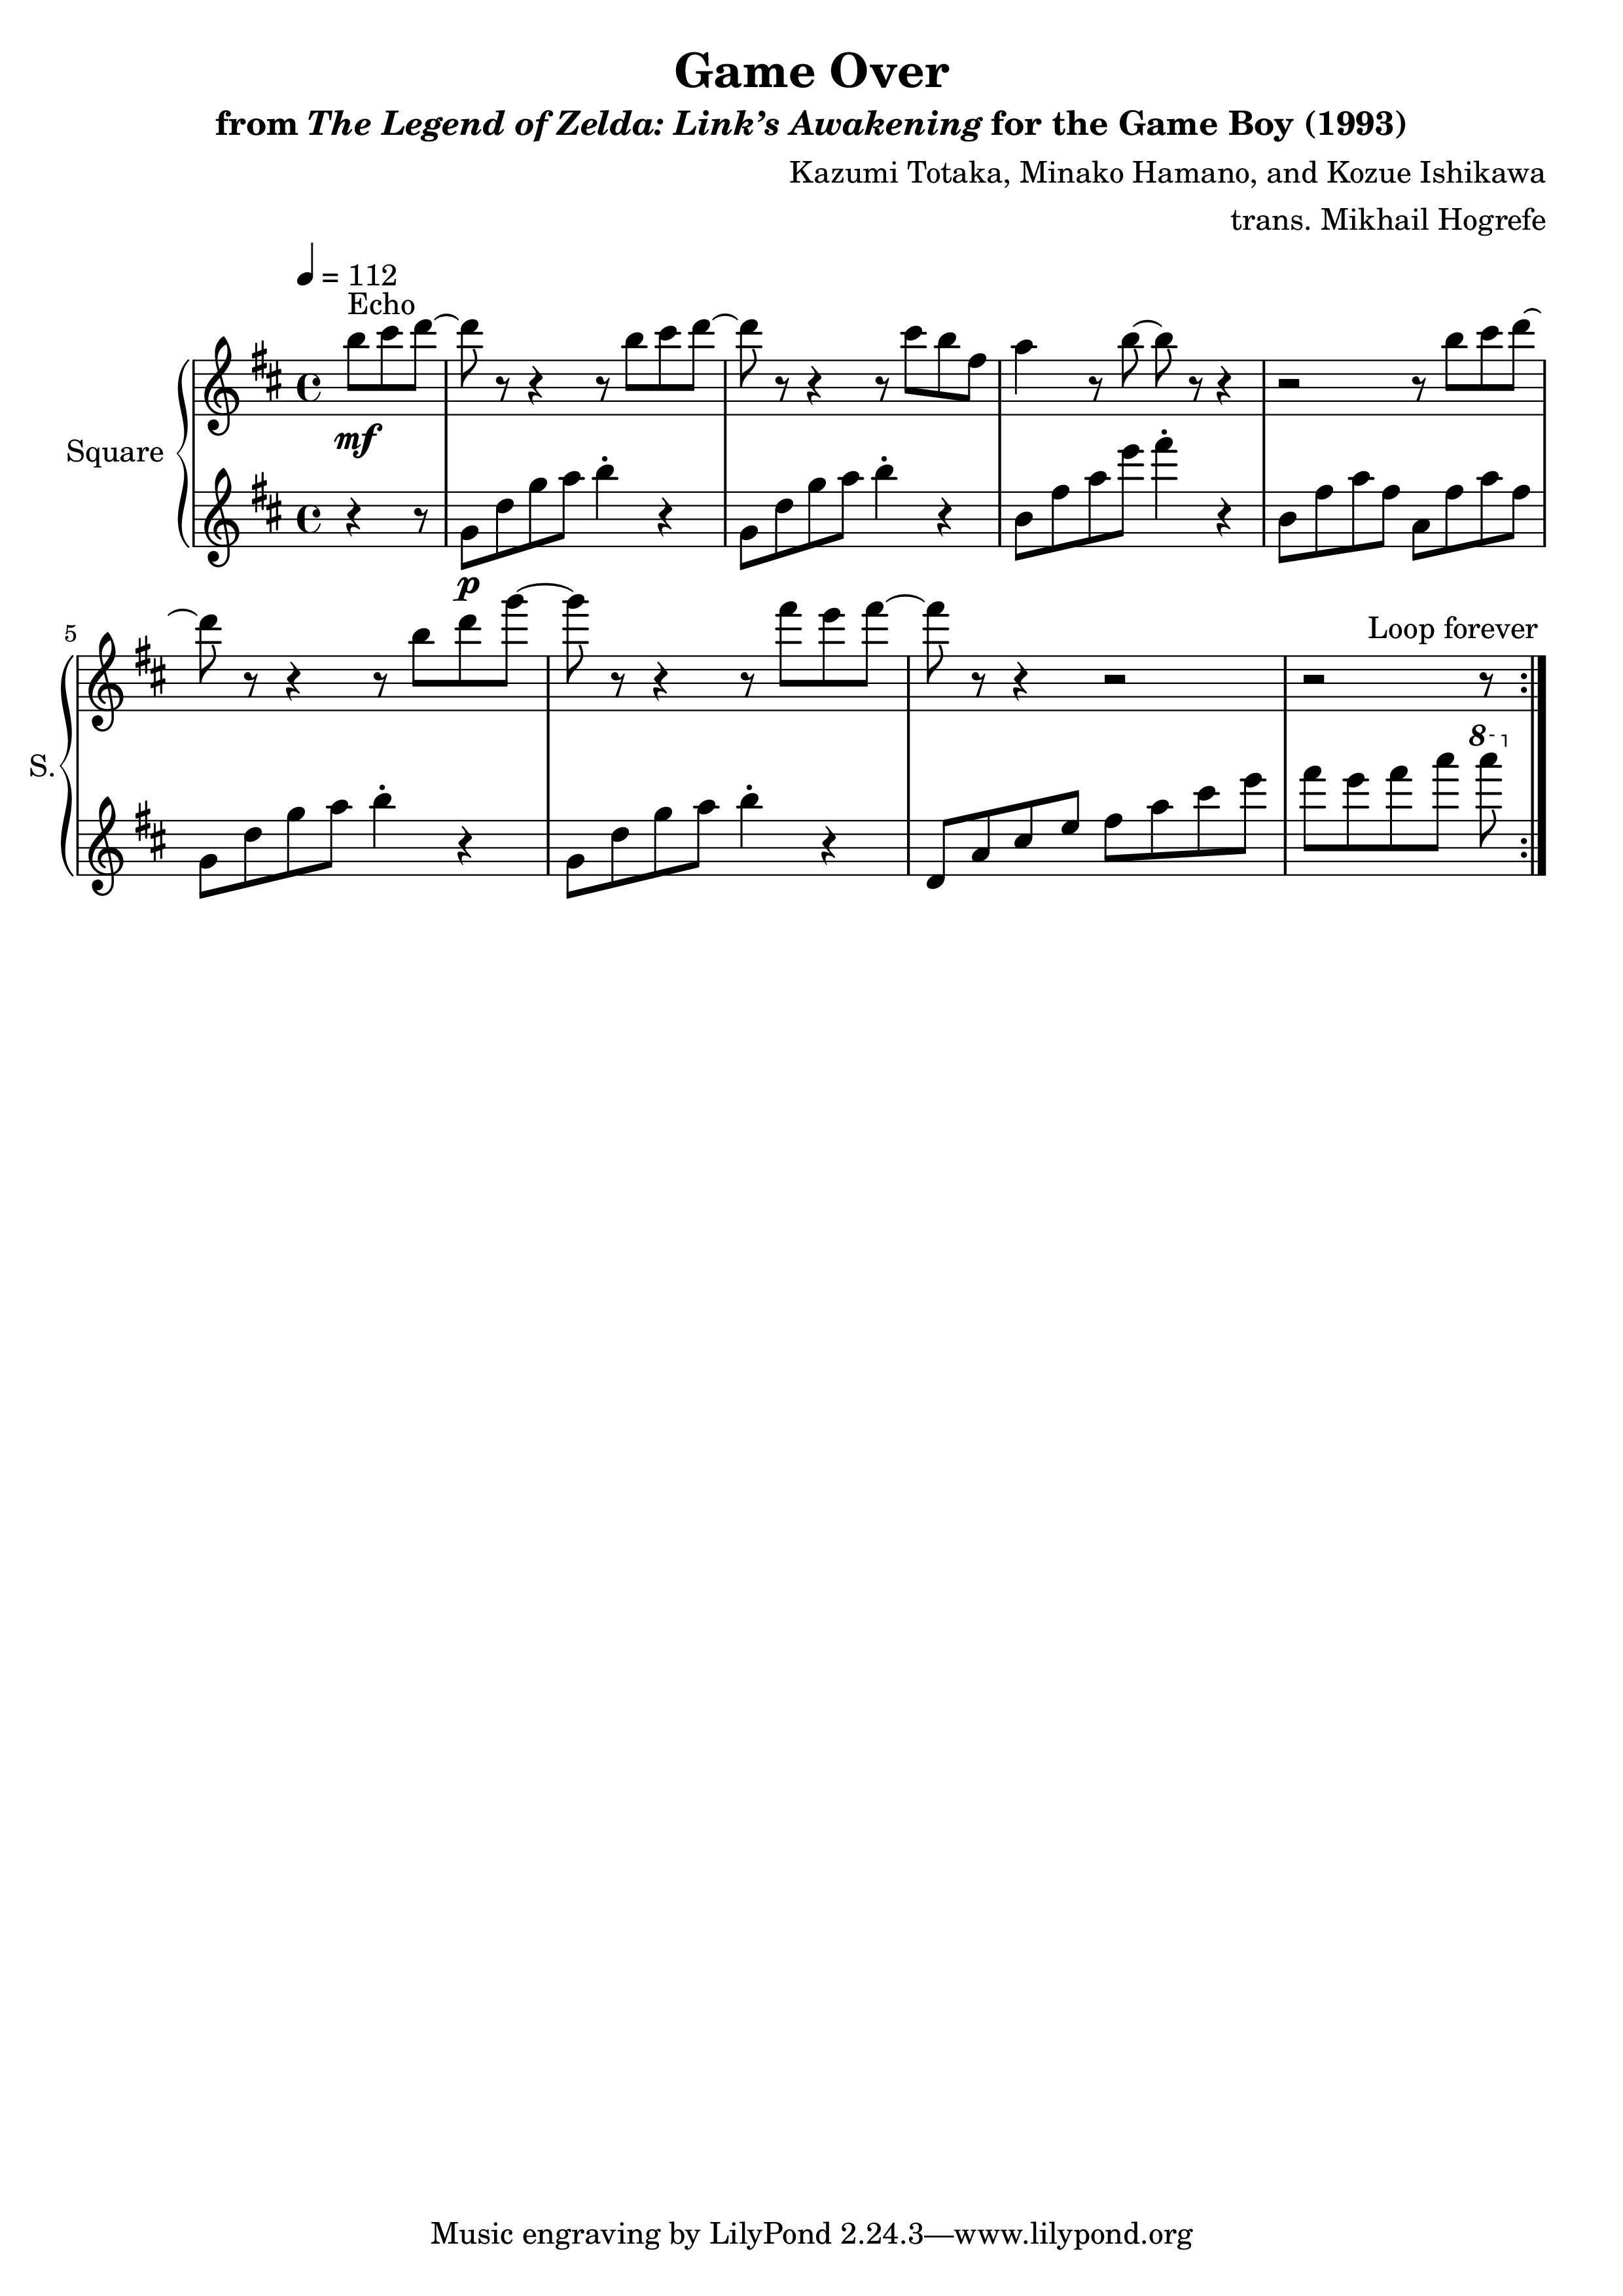 Game Over
from The Legend of Zelda: Link’s Awakening for the Game Boy (1993)
Kazumi Totaka, Minako Hamano, and Kozue Ishikawa
trans. Mikhail Hogrefe
= 112
Echo
Square
mf
p
5
Loop forever
S.
8
Music engraving by LilyPond 2.24.3—www.lilypond.org